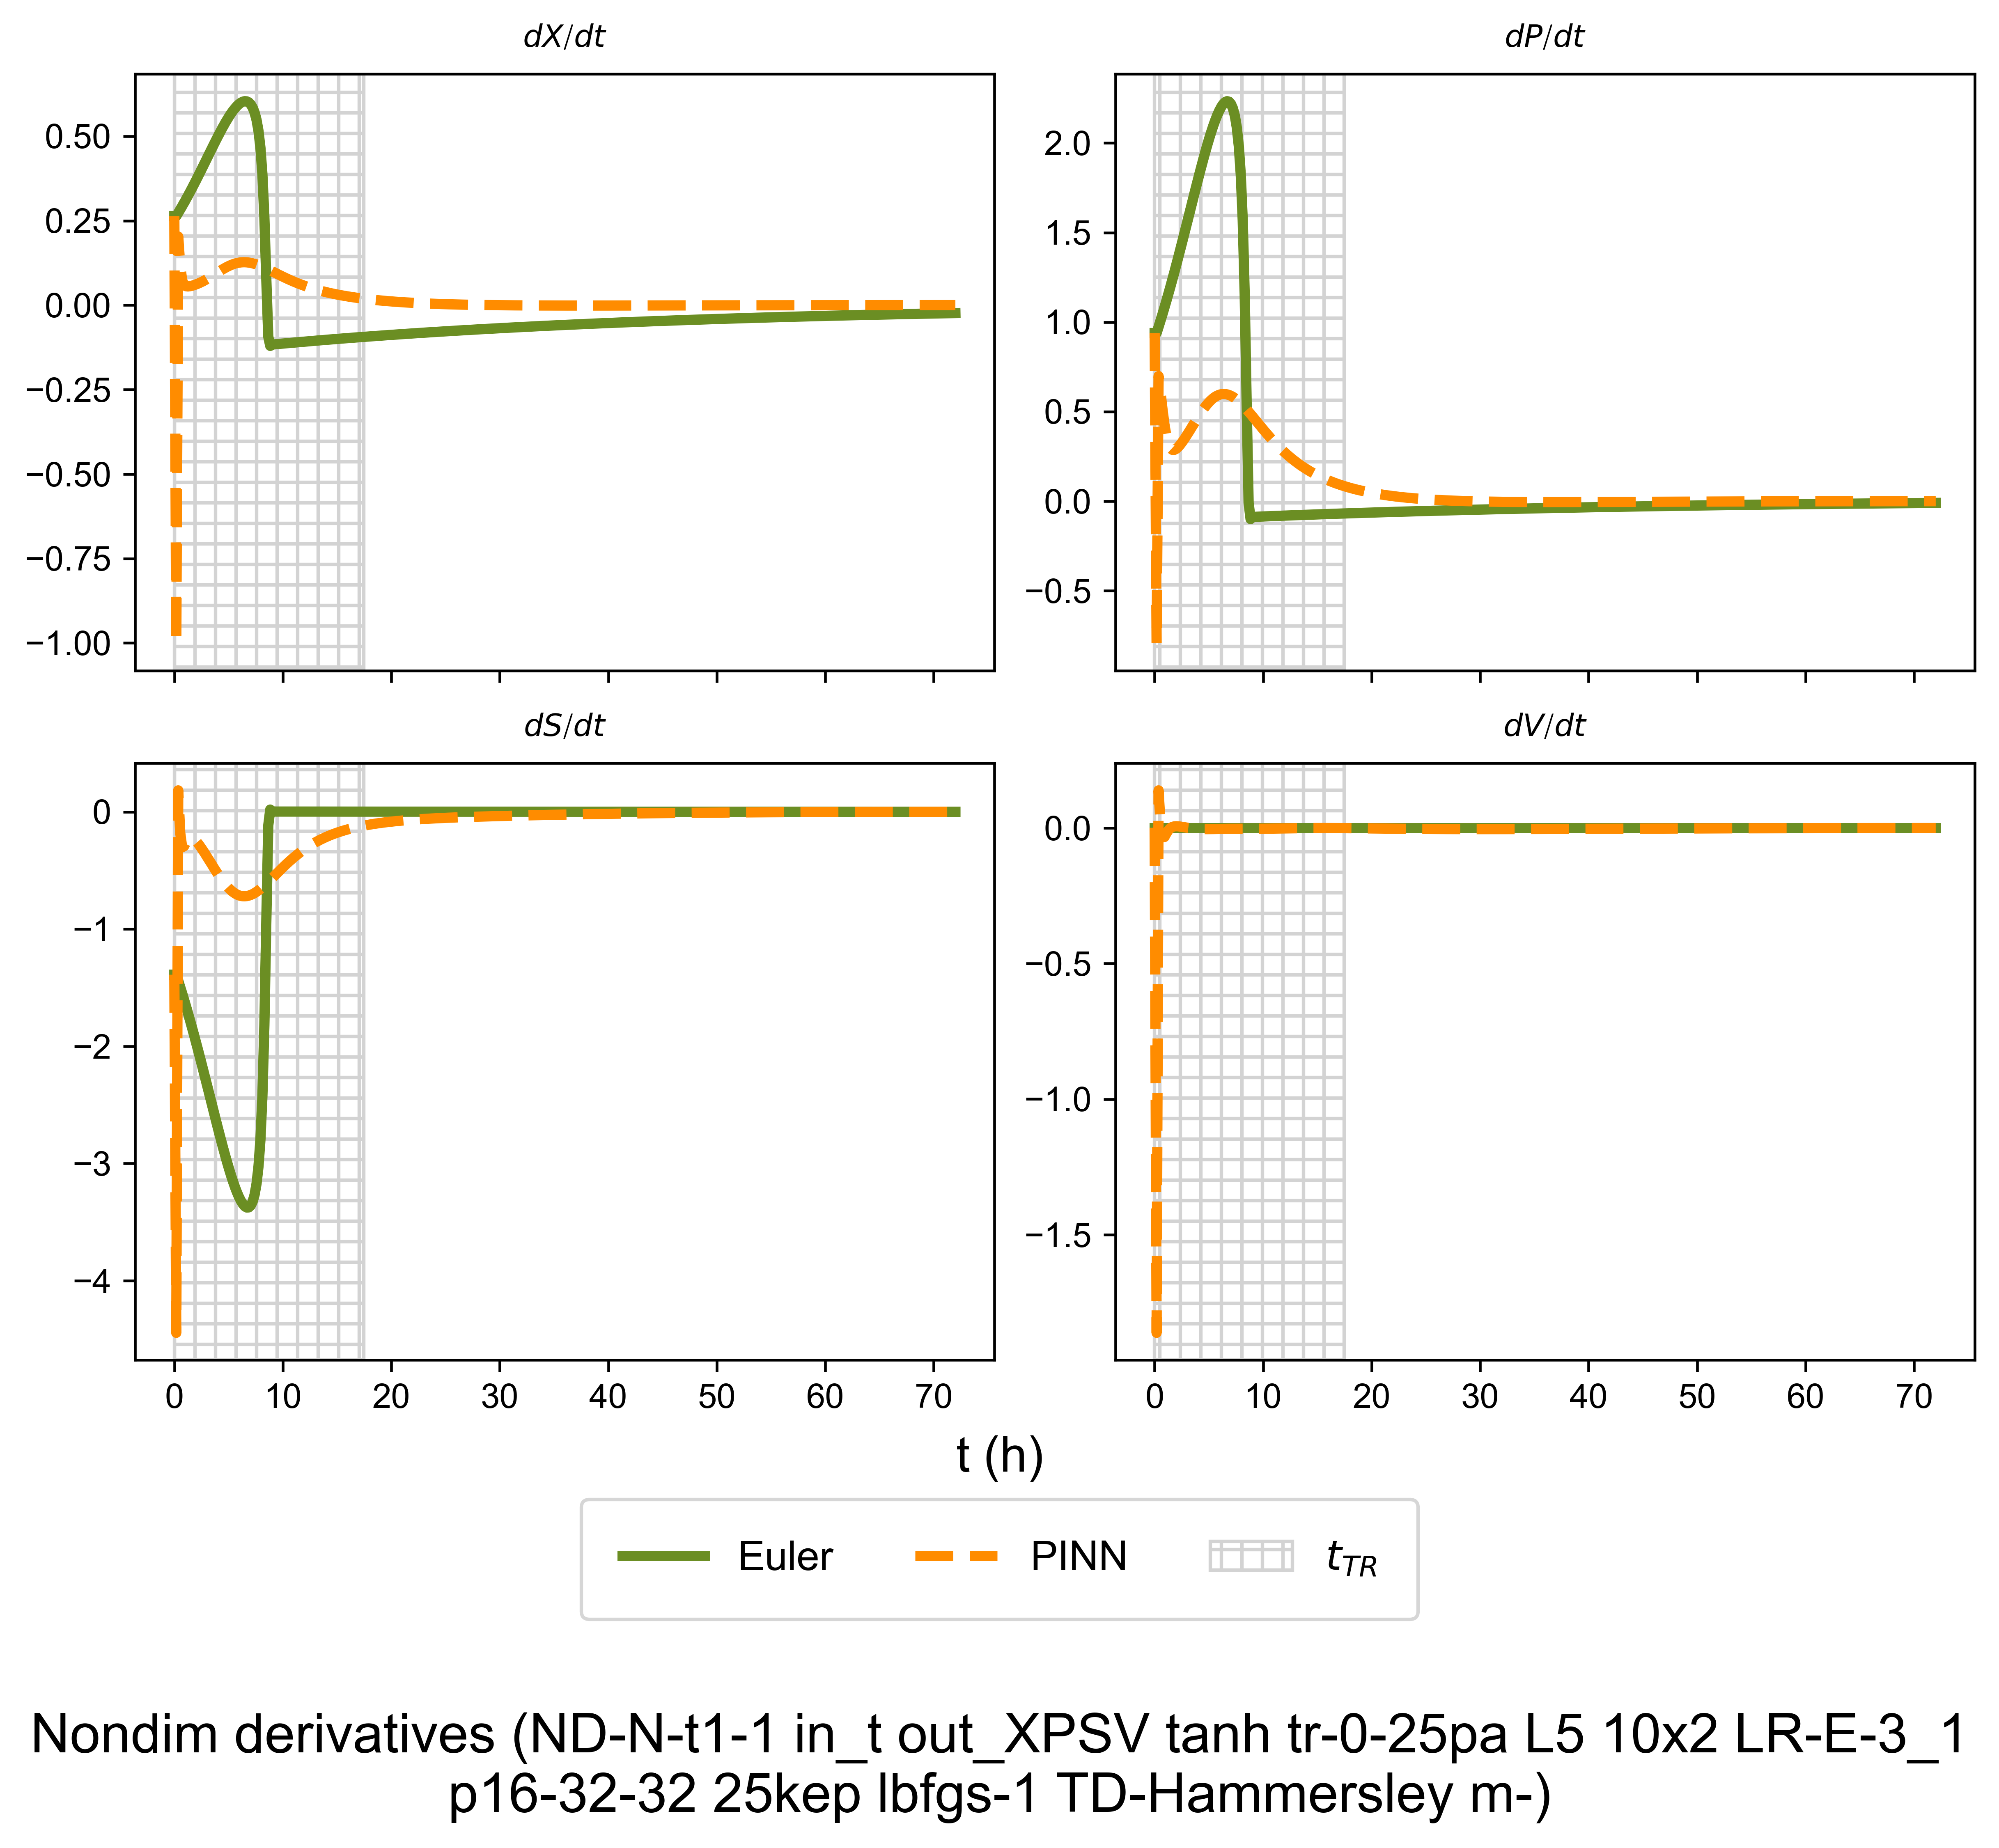 dX/dt
dP/dt
0.50
0.25
0.00
−0.25
−0.50
−0.75
−1.00
2.0
1.5
1.0
0.5
0.0
−0.5
dS/dt
dV/dt
0
−1
−2
−3
−4
0.0
−0.5
−1.0
−1.5
0 10 20 30 40 50 60 70
0 10 20 30 40 50 60 70
t (h)
Euler PINN t_TR
Nondim derivatives (ND-N-t1-1 in_t out_XPSV tanh tr-0-25pa L5 10x2 LR-E-3_1
p16-32-32 25kep lbfgs-1 TD-Hammersley m-)